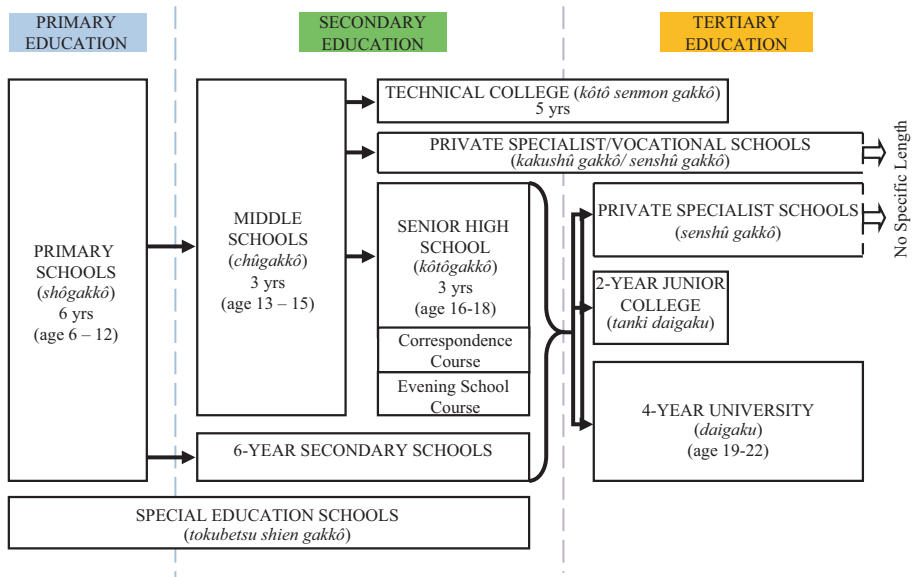 PRIMARY
EDUCATION
SECONDARY
EDUCATION
TERTIARY
EDUCATION
PRIMARY
SCHOOLS
(shôgakkô)
6 yrs
(age 6 – 12)
MIDDLE
SCHOOLS
(chûgakkô)
3 yrs
(age 13 – 15)
TECHNICAL COLLEGE (kôtô senmon gakkô)
5 yrs
PRIVATE SPECIALIST/VOCATIONAL SCHOOLS
(kakushû gakkô/ senshû gakkô)
SENIOR HIGH
SCHOOL
(kôtôgakkô)
3 yrs
(age 16-18)
Correspondence
Course
Evening School
Course
6-YEAR SECONDARY SCHOOLS
SPECIAL EDUCATION SCHOOLS
(tokubetsu shien gakkô)
PRIVATE SPECIALIST SCHOOLS
(senshû gakkô)
2-YEAR JUNIOR
COLLEGE
(tanki daigaku)
4-YEAR UNIVERSITY
(daigaku)
(age 19-22)
No Specific Length